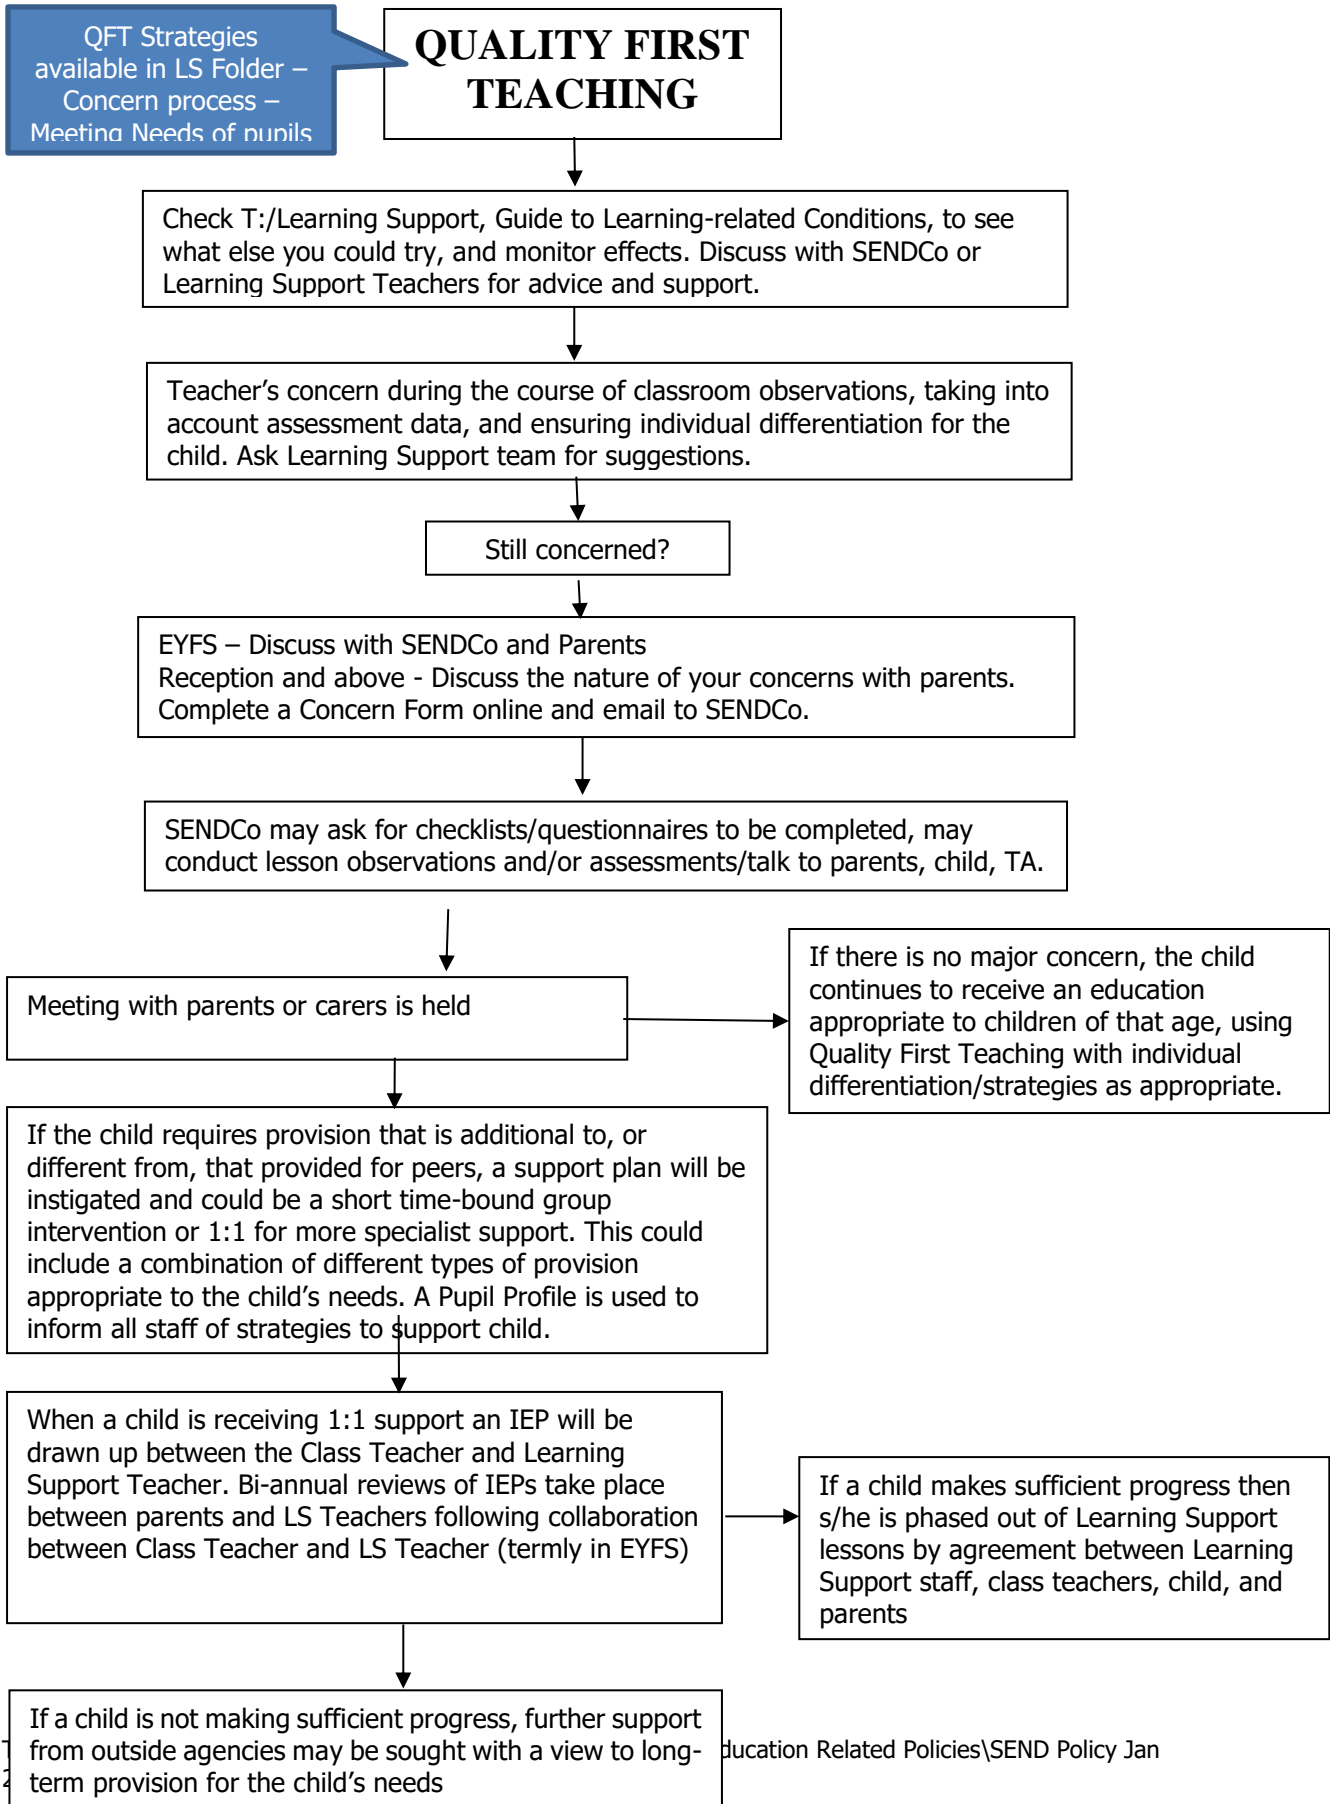 QFT Strategies
available in LS Folder –
Concern process –
Meeting Needs of pupils
QUALITY FIRST
TEACHING
Check T:/Learning Support, Guide to Learning-related Conditions, to see
what else you could try, and monitor effects. Discuss with SENDCo or
Learning Support Teachers for advice and support.
Teacher’s concern during the course of classroom observations, taking into
account assessment data, and ensuring individual differentiation for the
child. Ask Learning Support team for suggestions.
Still concerned?
EYFS – Discuss with SENDCo and Parents
Reception and above - Discuss the nature of your concerns with parents.
Complete a Concern Form online and email to SENDCo.
SENDCo may ask for checklists/questionnaires to be completed, may
conduct lesson observations and/or assessments/talk to parents, child, TA.
Meeting with parents or carers is held
If there is no major concern, the child
continues to receive an education
appropriate to children of that age, using
Quality First Teaching with individual
differentiation/strategies as appropriate.
If the child requires provision that is additional to, or
different from, that provided for peers, a support plan will be
instigated and could be a short time-bound group
intervention or 1:1 for more specialist support. This could
include a combination of different types of provision
appropriate to the child’s needs. A Pupil Profile is used to
inform all staff of strategies to support child.
When a child is receiving 1:1 support an IEP will be
drawn up between the Class Teacher and Learning
Support Teacher. Bi-annual reviews of IEPs take place
between parents and LS Teachers following collaboration
between Class Teacher and LS Teacher (termly in EYFS)
If a child makes sufficient progress then
s/he is phased out of Learning Support
lessons by agreement between Learning
Support staff, class teachers, child, and
parents
If a child is not making sufficient progress, further support
from outside agencies may be sought with a view to long-
term provision for the child’s needs
Related Policies\SEND Policy Jan